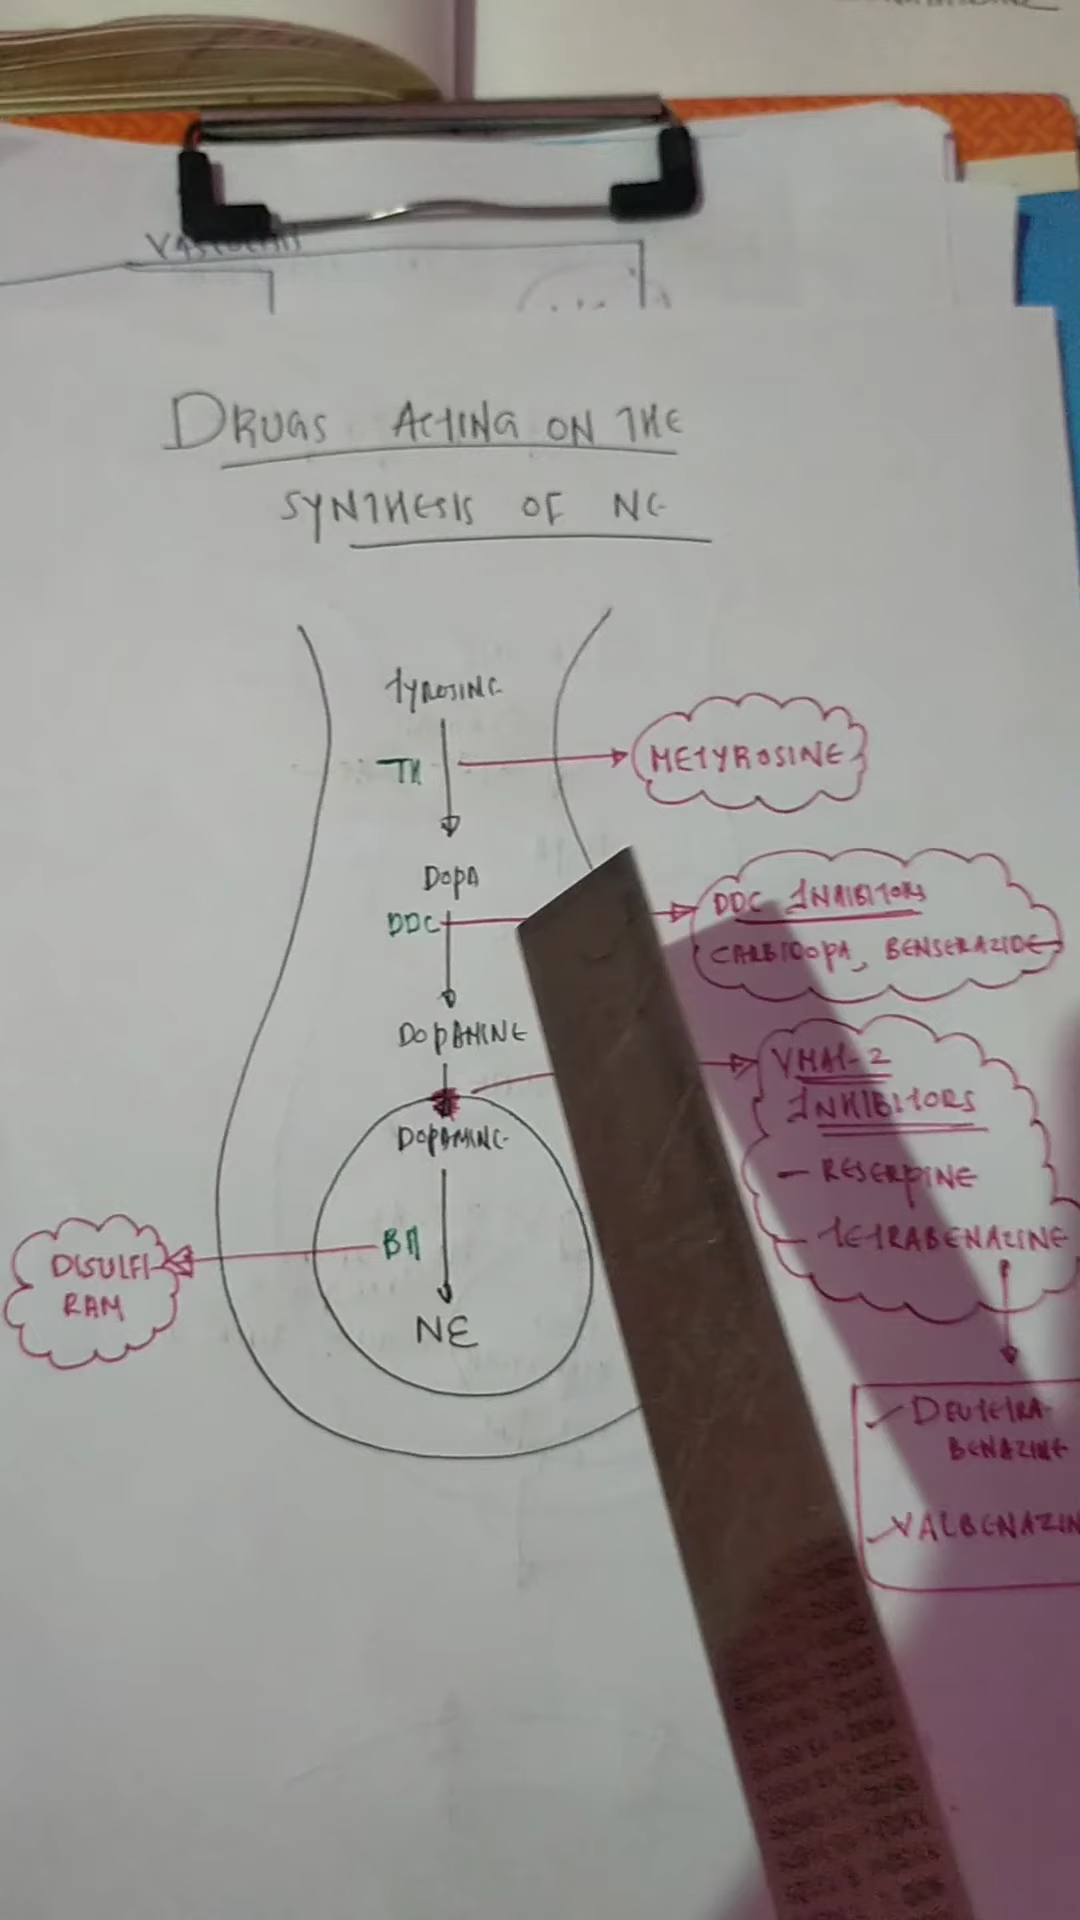 DRUGS ACTING ON THE
SYNTHESIS OF NE
TYROSINE
TH
METYROSINE
DOPA
DDC
DDC INHIBITORS
CARBIDOPA, BENSERAZIDE
DOPAMINE
VMAT-2
INHIBITORS
DOPAMINE
- RESERPINE
BH
- TETRABENAZINE
DISULFI-
RAM
NE
✓ DEUTETRA-
BENAZINE
✓ VALBENAZIN